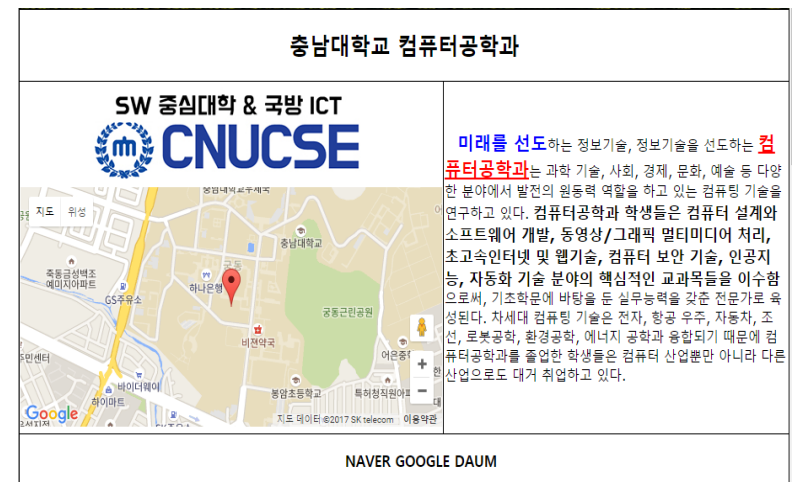 충남대학교 컴퓨터공학과
SW 중심대학 & 국방 ICT
CNUCSE
충남대학교우체국
지도 위성
충남대학교
궁동
하나은행
죽동금성백조
예미지아파트
GS주유소
궁동근린공원
비젼약국
어은중학
민센터
바이더웨이
하이마트
봉암초등학교
특허청직원아파
Google
SK주유소
지도 데이터 ©2017 SK telecom 이용약관
미래를 선도하는 정보기술, 정보기술을 선도하는 컴
퓨터공학과는 과학 기술, 사회, 경제, 문화, 예술 등 다양
한 분야에서 발전의 원동력 역할을 하고 있는 컴퓨팅 기술을
연구하고 있다. 컴퓨터공학과 학생들은 컴퓨터 설계와
소프트웨어 개발, 동영상/그래픽 멀티미디어 처리,
초고속인터넷 및 웹기술, 컴퓨터 보안 기술, 인공지
능, 자동화 기술 분야의 핵심적인 교과목들을 이수함
으로써, 기초학문에 바탕을 둔 실무능력을 갖춘 전문가로 육
성된다. 차세대 컴퓨팅 기술은 전자, 항공 우주, 자동차, 조
선, 로봇공학, 환경공학, 에너지 공학과 융합되기 때문에 컴
퓨터공학과를 졸업한 학생들은 컴퓨터 산업뿐만 아니라 다른
산업으로도 대거 취업하고 있다.
NAVER GOOGLE DAUM